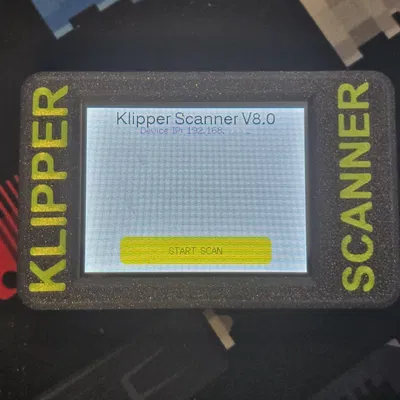 KLIPPER
Klipper Scanner V8.0
Device IP: 192.168.
START SCAN
SCANNER